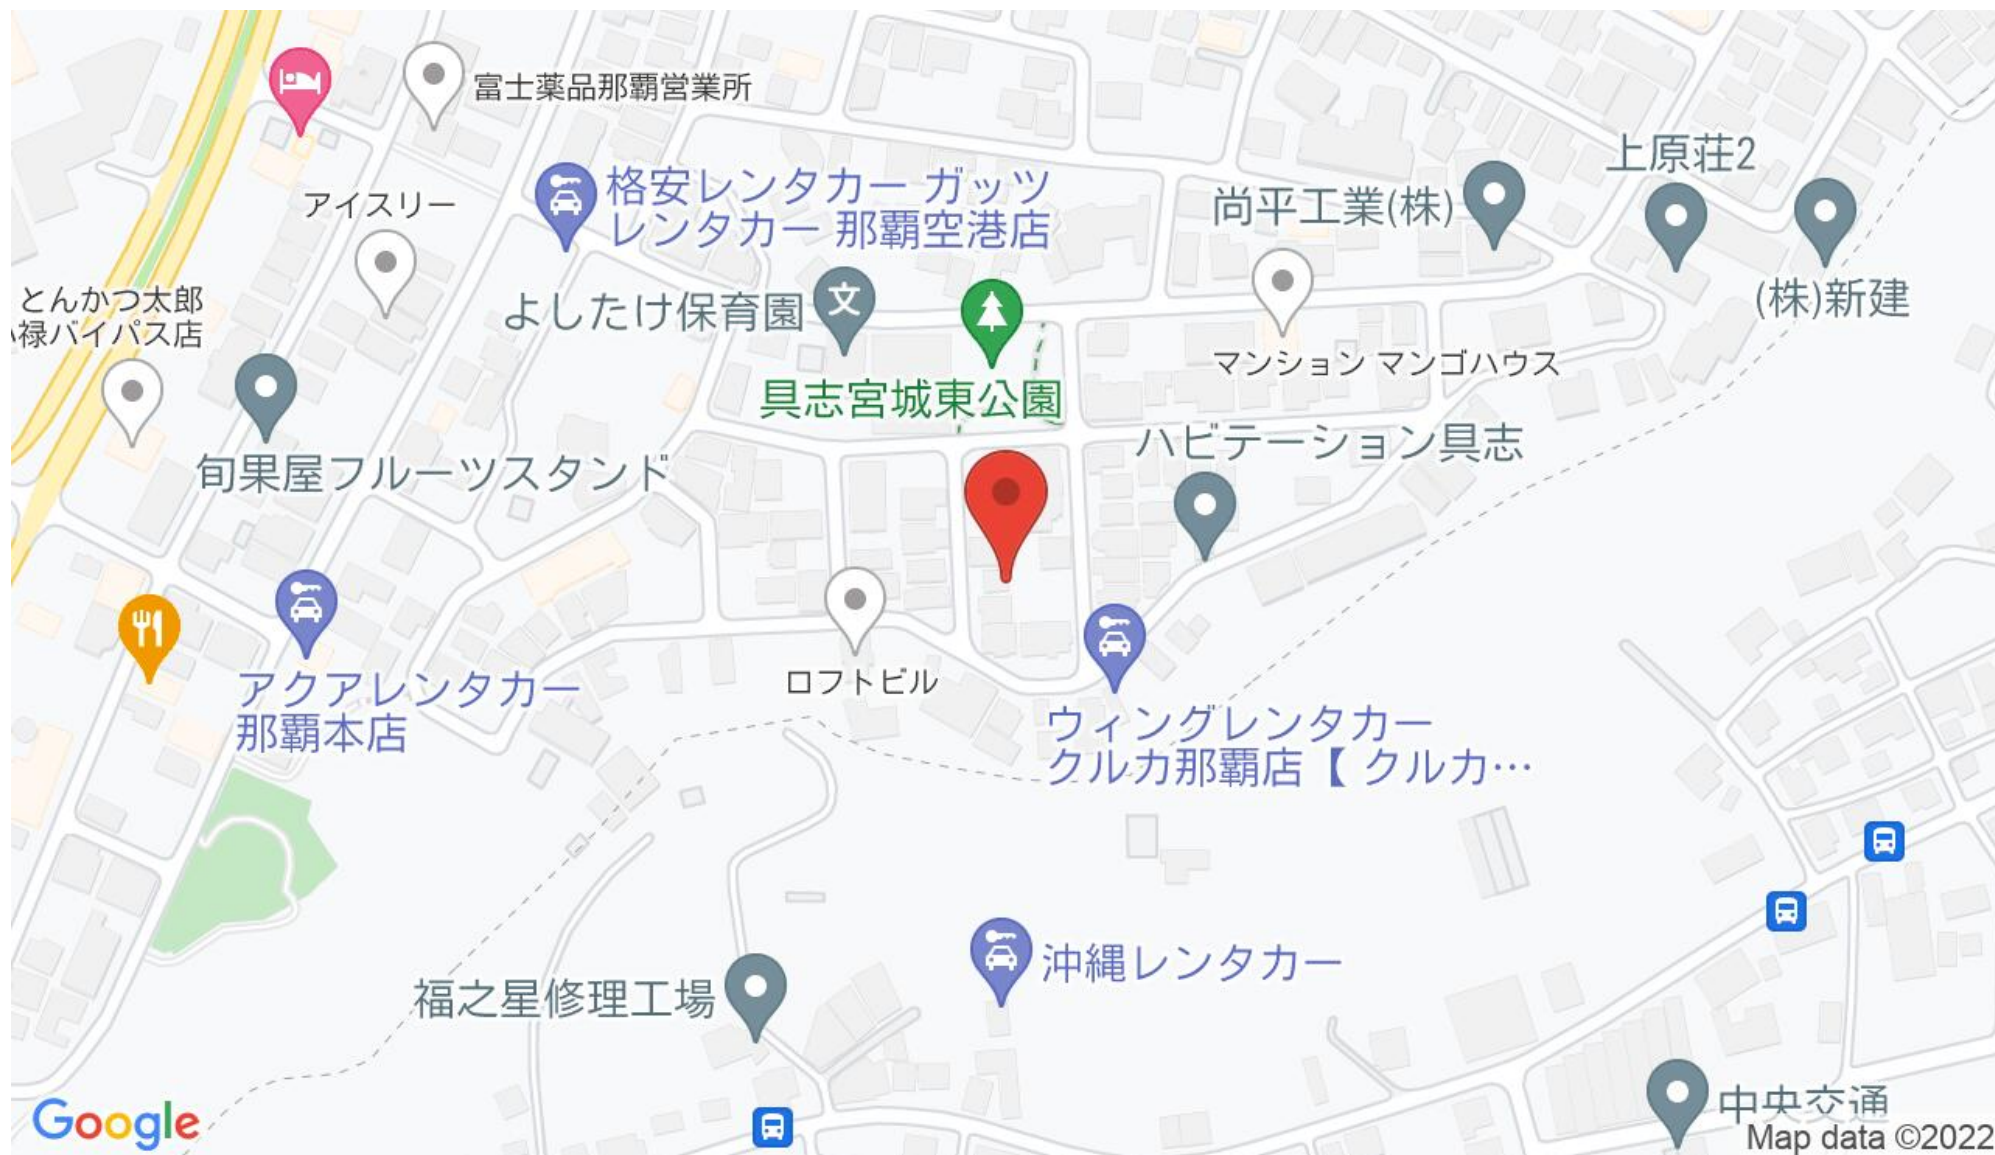 富士薬品那覇営業所
アイスリー
格安レンタカー ガッツ
レンタカー 那覇空港店
尚平工業(株)
上原荘2
(株)新建
とんかつ太郎
禄バイパス店
よしたけ保育園
文
マンション マンゴハウス
具志宮城東公園
ハビテーション具志
旬果屋フルーツスタンド
ロフトビル
アクアレンタカー
那覇本店
ウィングレンタカー
クルカ那覇店【 クルカ…
沖縄レンタカー
福之星修理工場
中央交通
Google
Map data ©2022